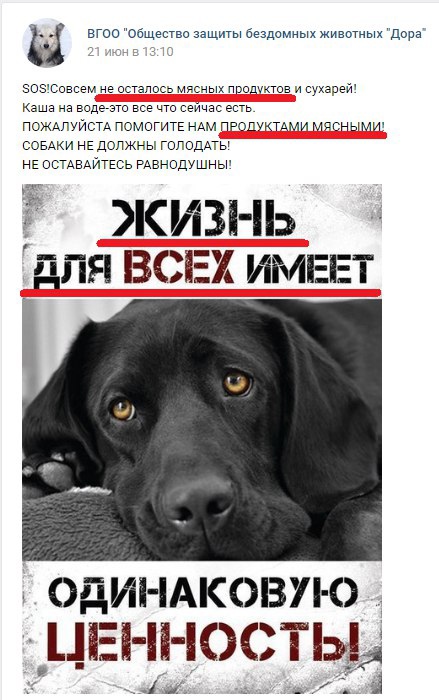 ВГОО "Общество защиты бездомных животных "Дора"
21 июн в 13:10
SOS!Совсем не осталось мясных продуктов и сухарей!
Каша на воде-это все что сейчас есть.
ПОЖАЛУЙСТА ПОМОГИТЕ НАМ ПРОДУКТАМИ МЯСНЫМИ!
СОБАКИ НЕ ДОЛЖНЫ ГОЛОДАТЬ!
НЕ ОСТАВАЙТЕСЬ РАВНОДУШНЫ!
ЖИЗНЬ
ДЛЯ ВСЕХ ИМЕЕТ
ОДИНАКОВУЮ
ЦЕННОСТЬ!